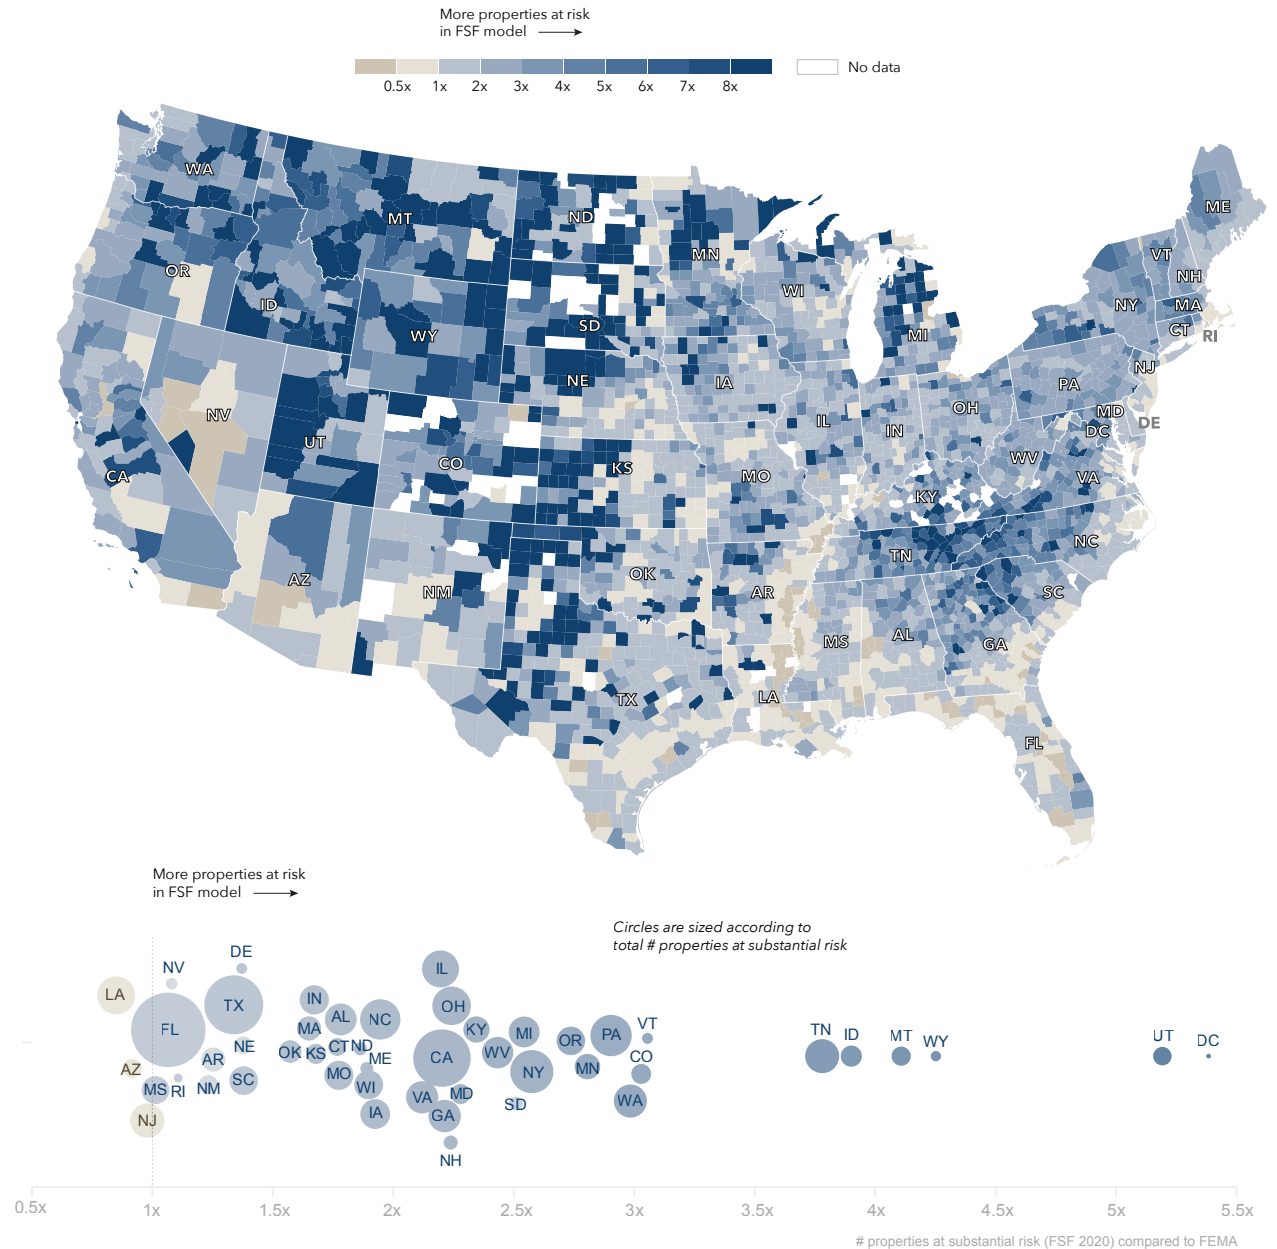 More properties at risk
in FSF model
No data
0.5x 1x 2x 3x 4x 5x 6x 7x 8x
WA
MT
ND
ME
MN
VT
OR
NH
ID
WI
NY
MA
SD
WY
CT
MI
RI
NJ
NE
IA
PA
NV
OH
MD
IL
DE
IN
DC
UT
CO
KS
WV
CA
MO
VA
KY
NC
TN
OK
AZ
NM
AR
SC
MS
AL
GA
TX
LA
FL
More properties at risk
in FSF model
Circles are sized according to
total # properties at substantial risk
DE
NV
IL
LA
IN
TX
OH
AL
NC
VT
FL
MA
KY
MI
OR
PA
TN
ID
MT
WY
UT
DC
NE
OK
KS
CT
ND
AR
ME
CA
WV
CO
AZ
MO
NY
MN
SC
MS
RI
NM
WI
VA
MD
SD
WA
NJ
IA
GA
NH
0.5x 1x 1.5x 2x 2.5x 3x 3.5x 4x 4.5x 5x 5.5x
# properties at substantial risk (FSF 2020) compared to FEMA